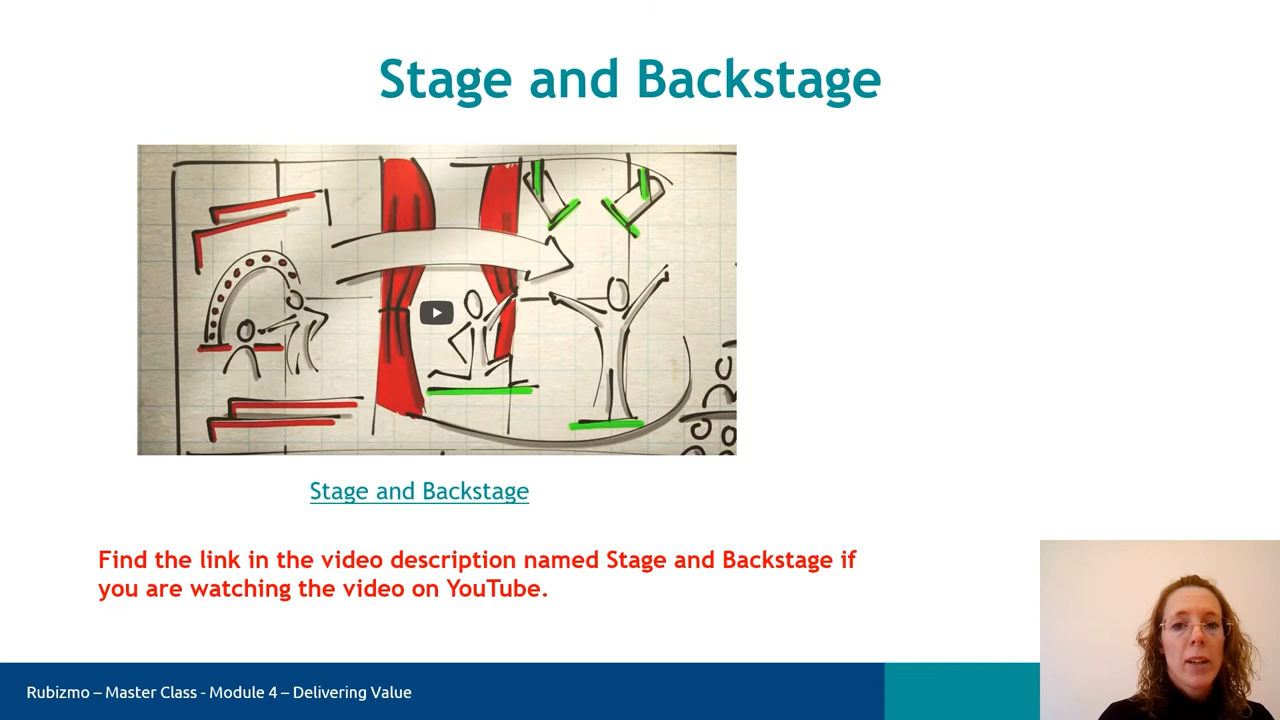 Stage and Backstage
Stage and Backstage
Find the link in the video description named Stage and Backstage if
you are watching the video on YouTube.
Rubizmo – Master Class - Module 4 – Delivering Value